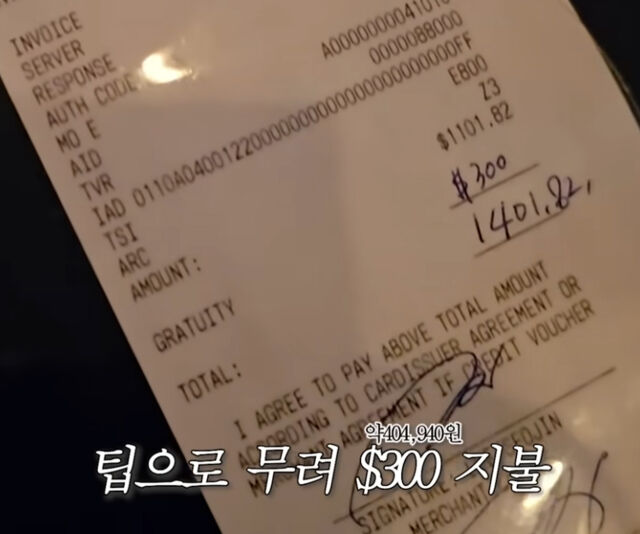 INVOICE
SERVER
RESPONSE
AUTH CODE
MO E
AID A0000000041010
TVR 0000088000
IAD 0110A04001220000000000000000000000FF
TSI E800
ARC Z3
AMOUNT: $1101.82
GRATUITY $300
TOTAL: 1401.82
I AGREE TO PAY ABOVE TOTAL AMOUNT
ACCORDING TO CARDISSUER AGREEMENT OR
AGREEMENT IF CREDIT VOUCHER
SIGNATURE
MERCHANT
약404,940원
팁으로 무려 $300 지불